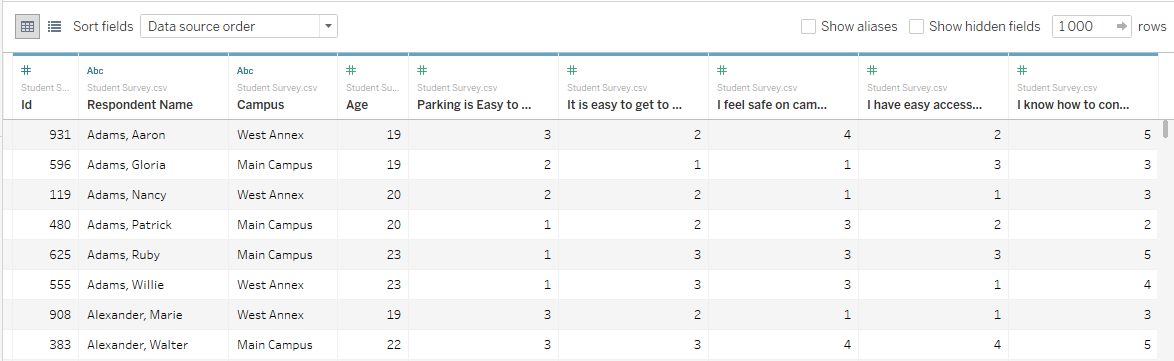 Sort fields Data source order Show aliases Show hidden fields 1 000 rows
# Abc Abc # # # # # #
Student S... Student Survey.csv Student Survey.csv Student Su... Student Survey.csv Student Survey.csv Student Survey.csv Student Survey.csv Student Survey.csv
Id Respondent Name Campus Age Parking is Easy to ... It is easy to get to ... I feel safe on cam... I have easy access... I know how to con...
931 Adams, Aaron West Annex 19 3 2 4 2 5
596 Adams, Gloria Main Campus 19 2 1 1 3 3
119 Adams, Nancy West Annex 20 2 2 1 1 3
480 Adams, Patrick Main Campus 20 1 2 3 2 2
625 Adams, Ruby Main Campus 23 1 3 3 3 5
555 Adams, Willie West Annex 23 1 3 3 1 4
908 Alexander, Marie West Annex 19 3 2 1 1 3
383 Alexander, Walter Main Campus 22 3 3 4 4 5